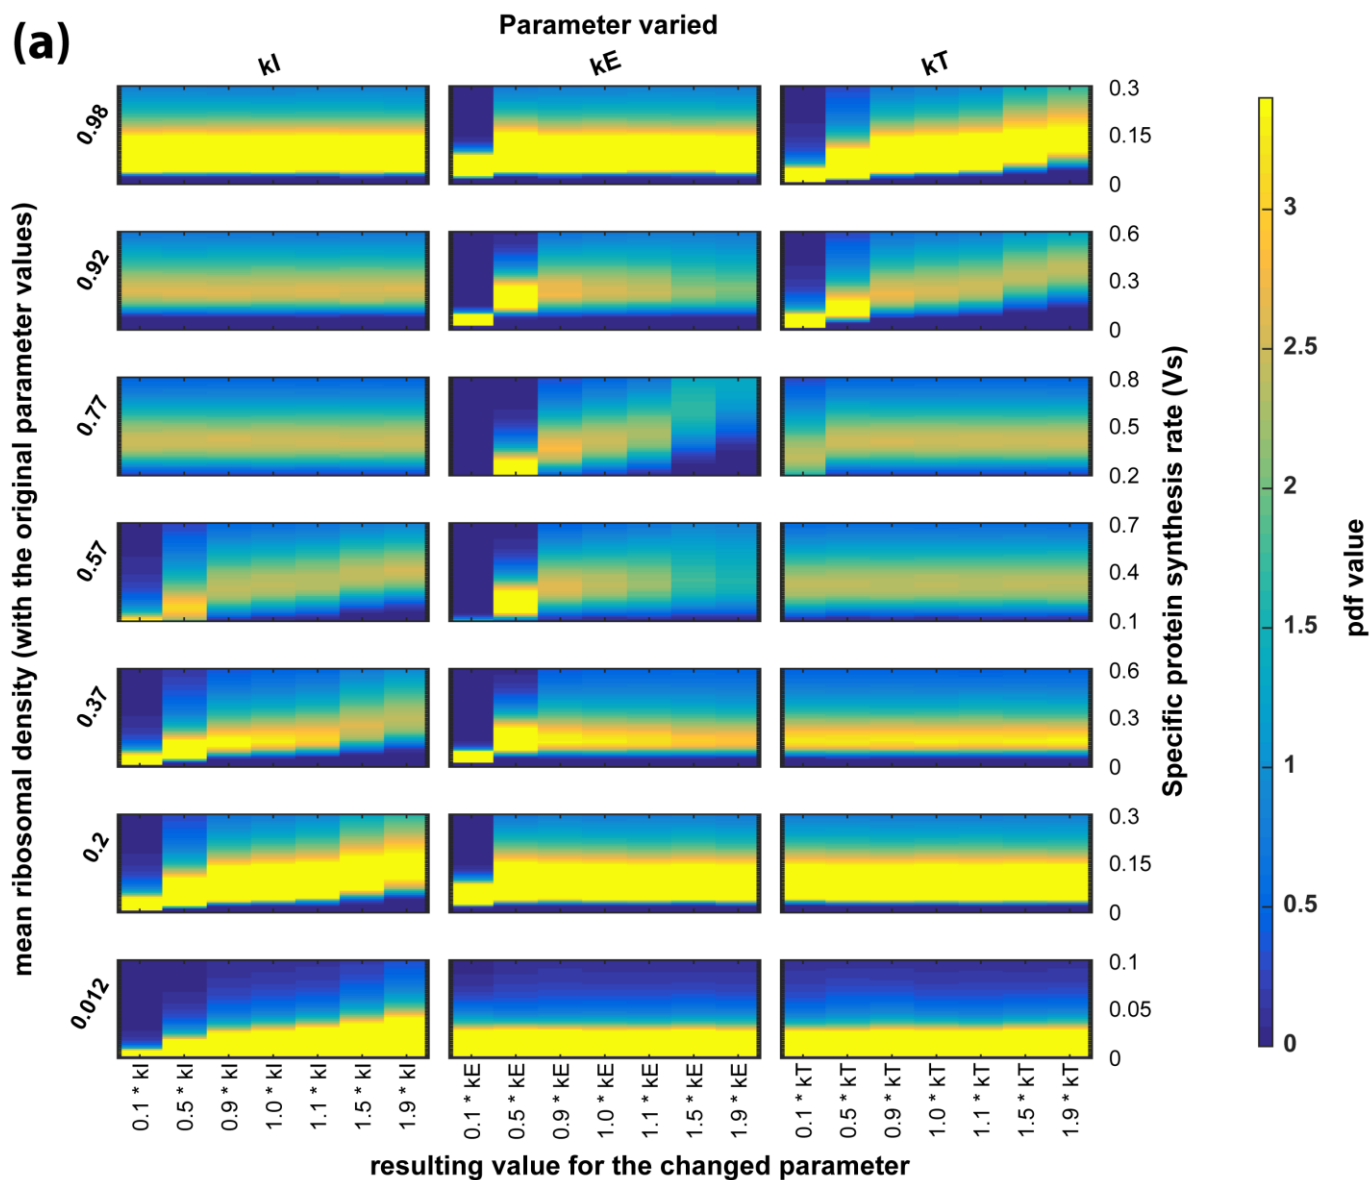 (a)
Parameter varied
kI kE kT
mean ribosomal density (with the original parameter values)
0.98
0.92
0.77
0.57
0.37
0.2
0.012
0.3
0.15
0
0.6
0.3
0
0.8
0.5
0.2
0.7
0.4
0.1
0.6
0.3
0
0.3
0.15
0
0.1
0.05
0
Specific protein synthesis rate (Vs)
3
2.5
2
1.5
1
0.5
0
pdf value
0.1 * kI
0.5 * kI
0.9 * kI
1.0 * kI
1.1 * kI
1.5 * kI
1.9 * kI
0.1 * kE
0.5 * kE
0.9 * kE
1.0 * kE
1.1 * kE
1.5 * kE
1.9 * kE
0.1 * kT
0.5 * kT
0.9 * kT
1.0 * kT
1.1 * kT
1.5 * kT
1.9 * kT
resulting value for the changed parameter